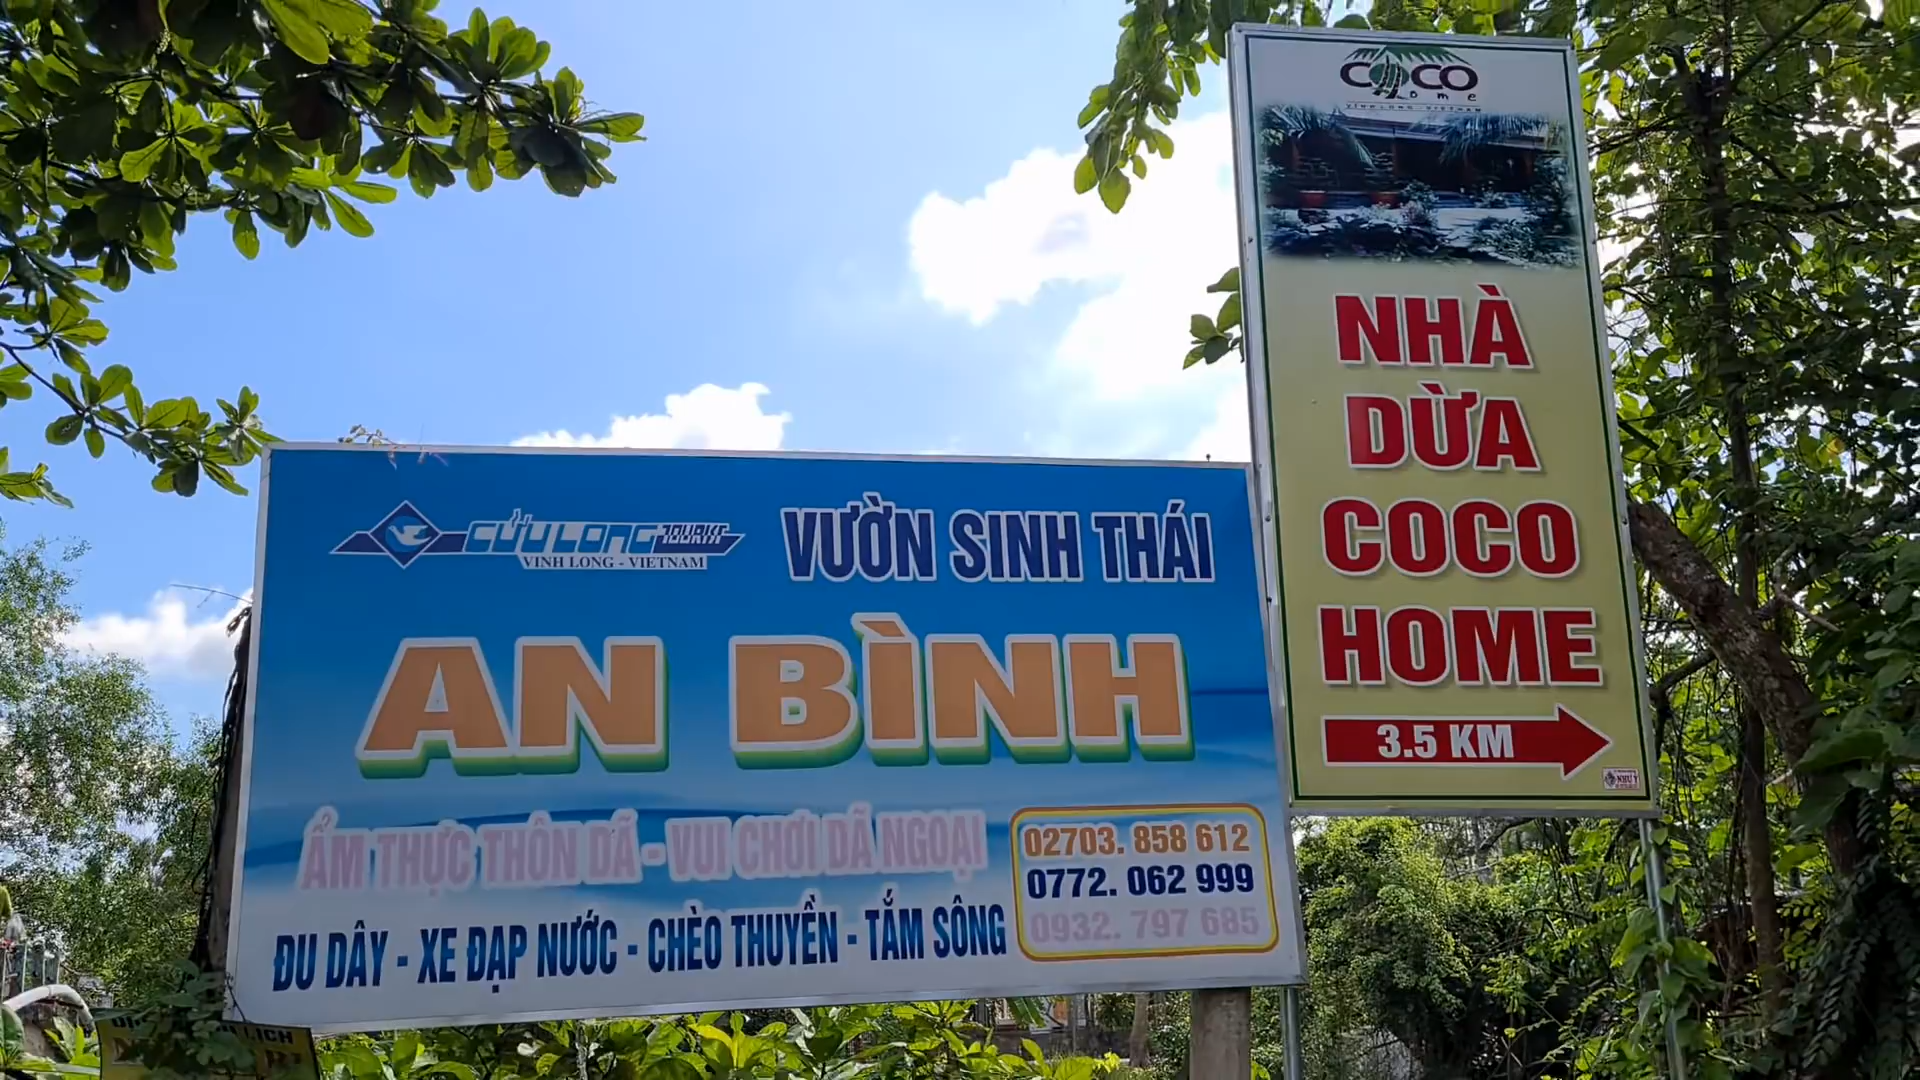 CỬU LONG TOURIST
VINH LONG - VIETNAM
VƯỜN SINH THÁI
AN BÌNH
ẨM THỰC THÔN DÃ - VUI CHƠI DÃ NGOẠI
ĐU DÂY - XE ĐẠP NƯỚC - CHÈO THUYỀN - TẮM SÔNG
02703. 858 612
0772. 062 999
0932. 797 685
COCO
Home
VINH LONG - VIETNAM
NHÀ
DỪA
COCO
HOME
3.5 KM
NHƯ Ý
LỊCH